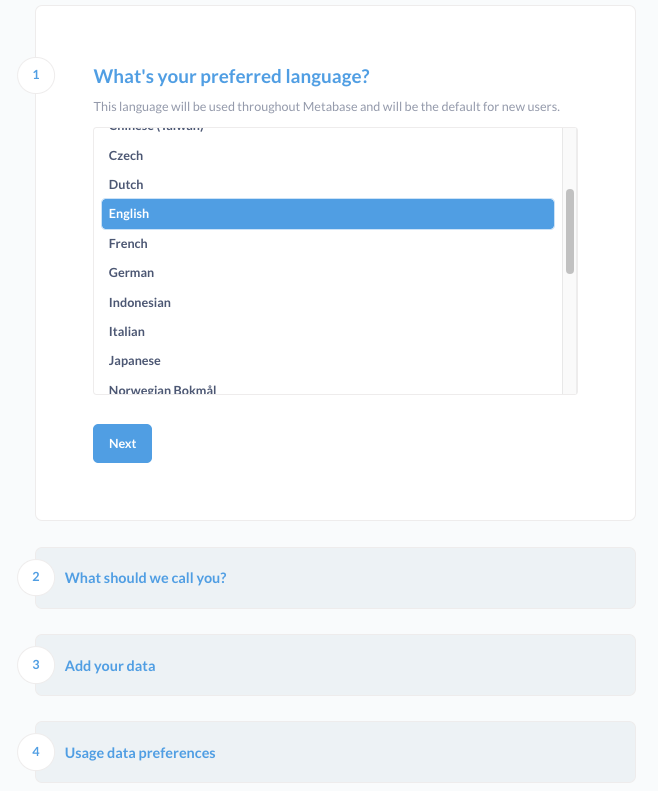 1
What's your preferred language?
This language will be used throughout Metabase and will be the default for new users.
Chinese (Taiwan)
Czech
Dutch
English
French
German
Indonesian
Italian
Japanese
Norwegian Bokmål
Next
2
What should we call you?
3
Add your data
4
Usage data preferences